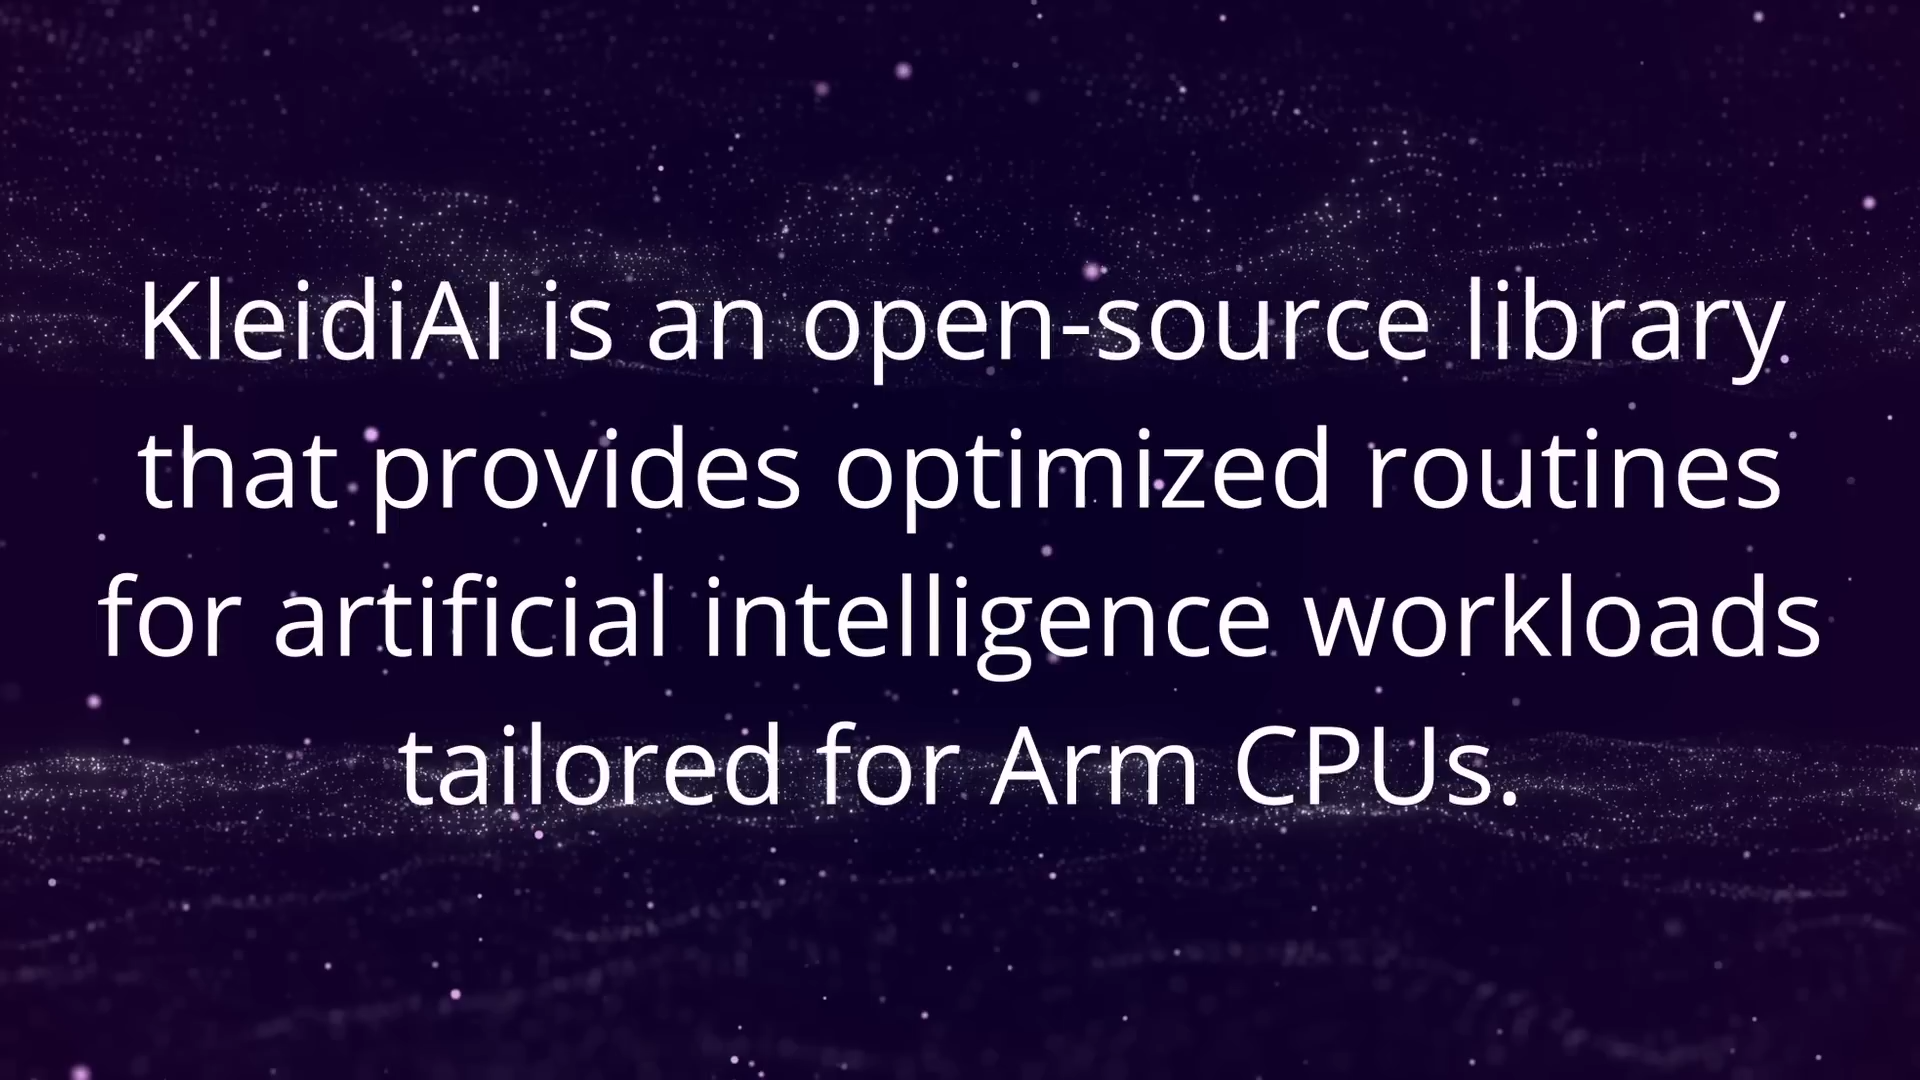 KleidiAI is an open-source library
that provides optimized routines
for artificial intelligence workloads
tailored for Arm CPUs.